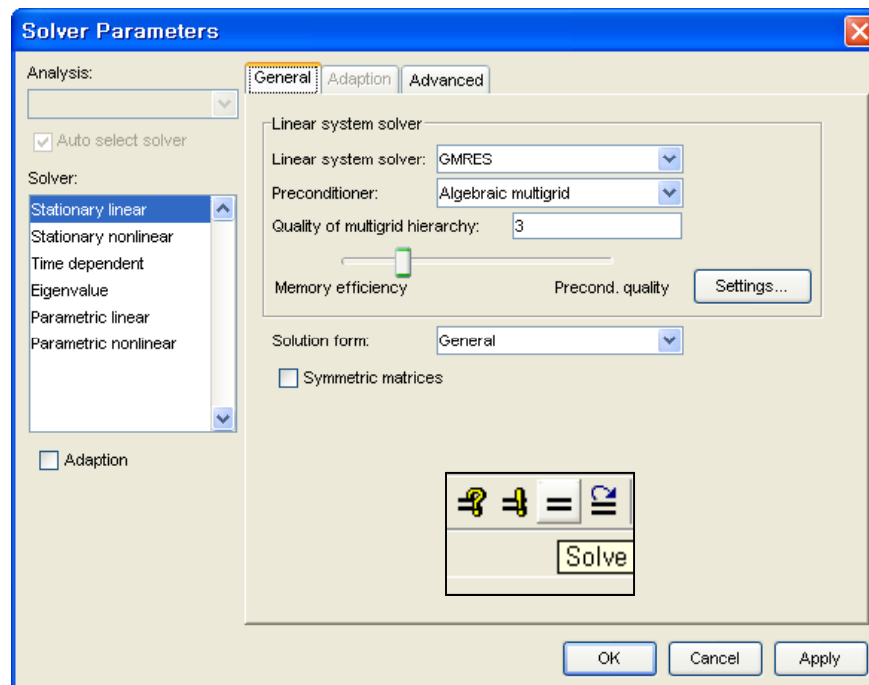 Solver Parameters
Analysis:
Auto select solver
Solver:
Stationary linear
Stationary nonlinear
Time dependent
Eigenvalue
Parametric linear
Parametric nonlinear
Adaption
General Adaption Advanced
Linear system solver
Linear system solver: GMRES
Preconditioner: Algebraic multigrid
Quality of multigrid hierarchy: 3
Memory efficiency Precond. quality Settings...
Solution form: General
Symmetric matrices
Solve
OK Cancel Apply